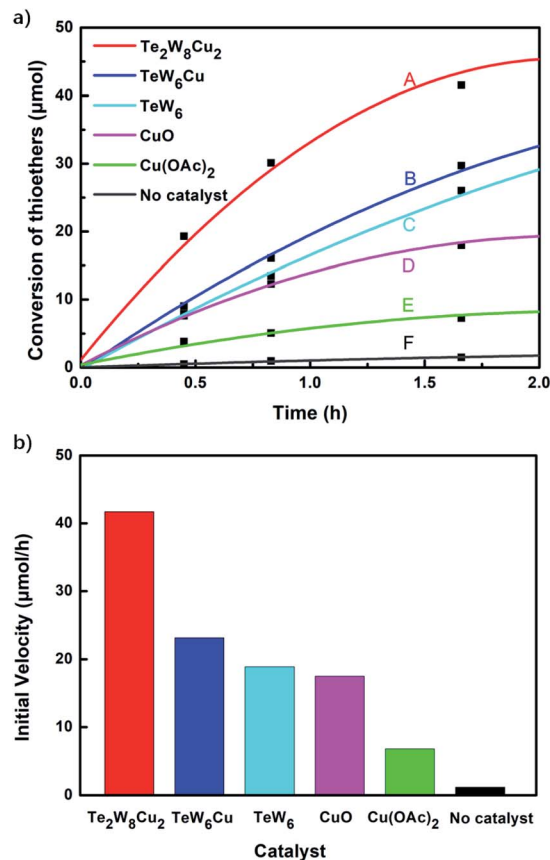 a)
50
40
30
20
10
0
Conversion of thioethers (μmol)
Te₂W₈Cu₂
TeW₆Cu
TeW₆
CuO
Cu(OAc)₂
No catalyst
A
B
C
D
E
F
0.0
0.5
1.0
1.5
2.0
Time (h)
b)
50
40
30
20
10
0
Initial Velocity (μmol/h)
Te₂W₈Cu₂ TeW₆Cu TeW₆ CuO Cu(OAc)₂ No catalyst
Catalyst